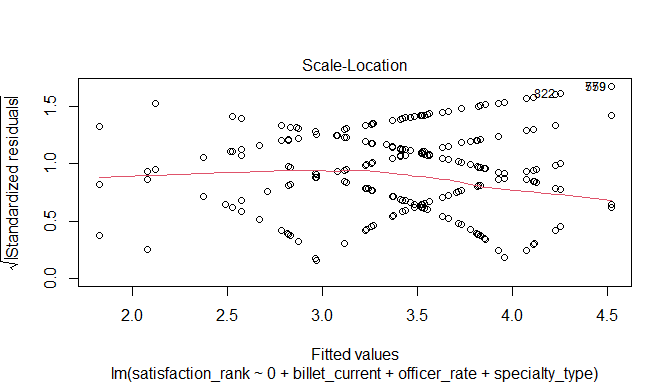 Scale-Location
√|Standardized residuals|
1.5
1.0
0.5
0.0
822
2.0
2.5
3.0
3.5
4.0
4.5
Fitted values
lm(satisfaction_rank ~ 0 + billet_current + officer_rate + specialty_type)